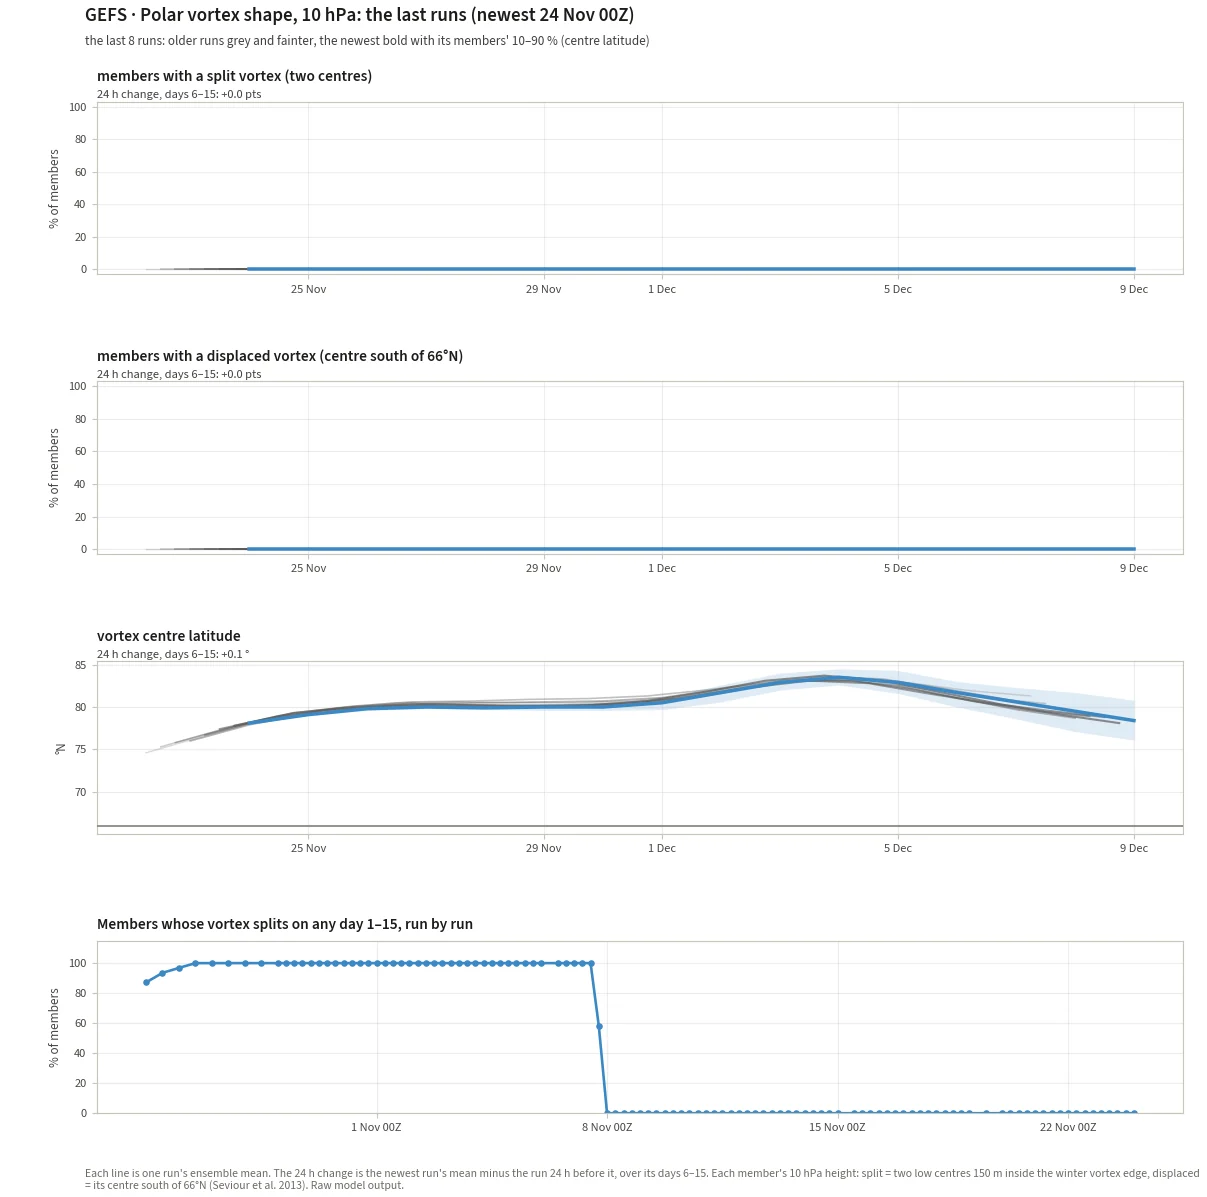 GEFS · Polar vortex shape, 10 hPa: the last runs (newest 24 Nov 00Z)
the last 8 runs: older runs grey and fainter, the newest bold with its members' 10–90 % (centre latitude)
members with a split vortex (two centres)
24 h change, days 6–15: +0.0 pts
100
80
60
40
20
0
% of members
25 Nov
29 Nov
1 Dec
5 Dec
9 Dec
members with a displaced vortex (centre south of 66°N)
24 h change, days 6–15: +0.0 pts
100
80
60
40
20
0
% of members
25 Nov
29 Nov
1 Dec
5 Dec
9 Dec
vortex centre latitude
24 h change, days 6–15: +0.1 °
85
80
75
70
°N
25 Nov
29 Nov
1 Dec
5 Dec
9 Dec
Members whose vortex splits on any day 1–15, run by run
100
80
60
40
20
0
% of members
1 Nov 00Z
8 Nov 00Z
15 Nov 00Z
22 Nov 00Z
Each line is one run's ensemble mean. The 24 h change is the newest run's mean minus the run 24 h before it, over its days 6–15. Each member's 10 hPa height: split = two low centres 150 m inside the winter vortex edge, displaced
= its centre south of 66°N (Seviour et al. 2013). Raw model output.